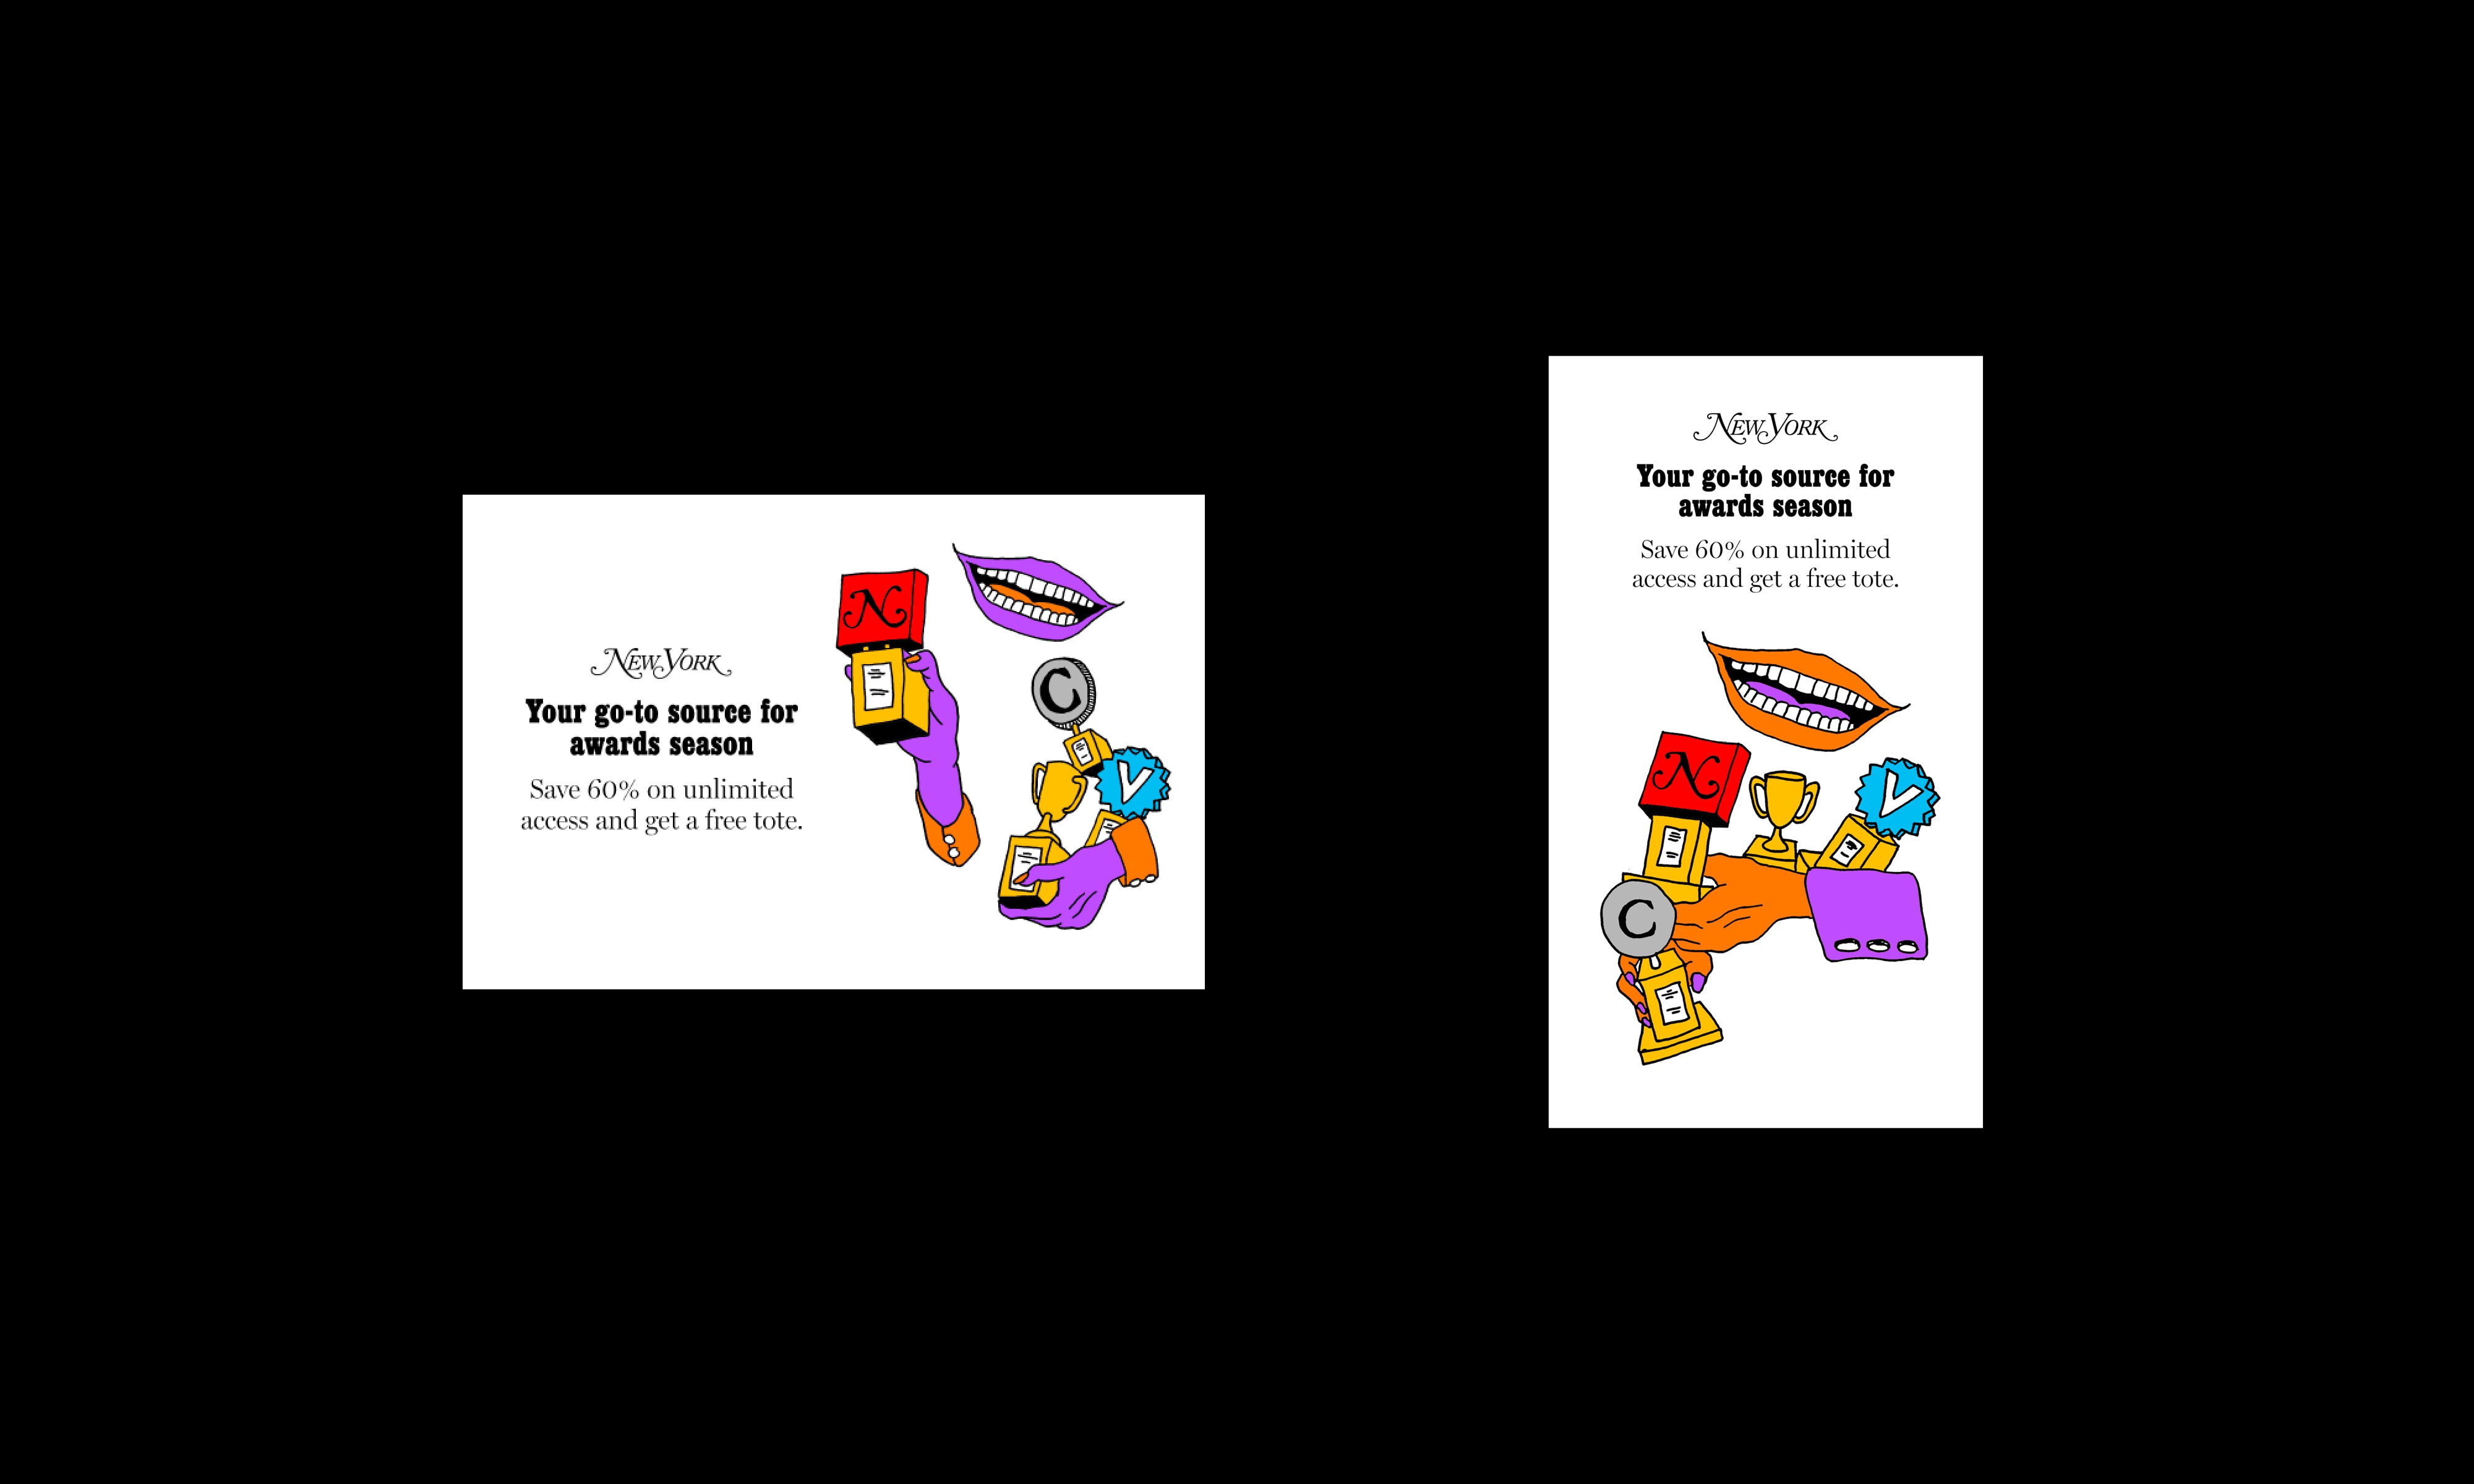 New York
Your go-to source for
awards season
Save 60% on unlimited
access and get a free tote.
N
C
V
New York
Your go-to source for
awards season
Save 60% on unlimited
access and get a free tote.
N
V
C